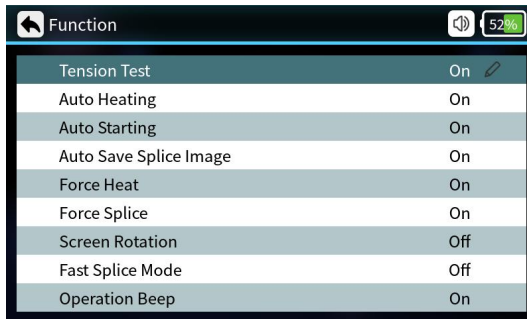 Function 52%
Tension Test On
Auto Heating On
Auto Starting On
Auto Save Splice Image On
Force Heat On
Force Splice On
Screen Rotation Off
Fast Splice Mode Off
Operation Beep On